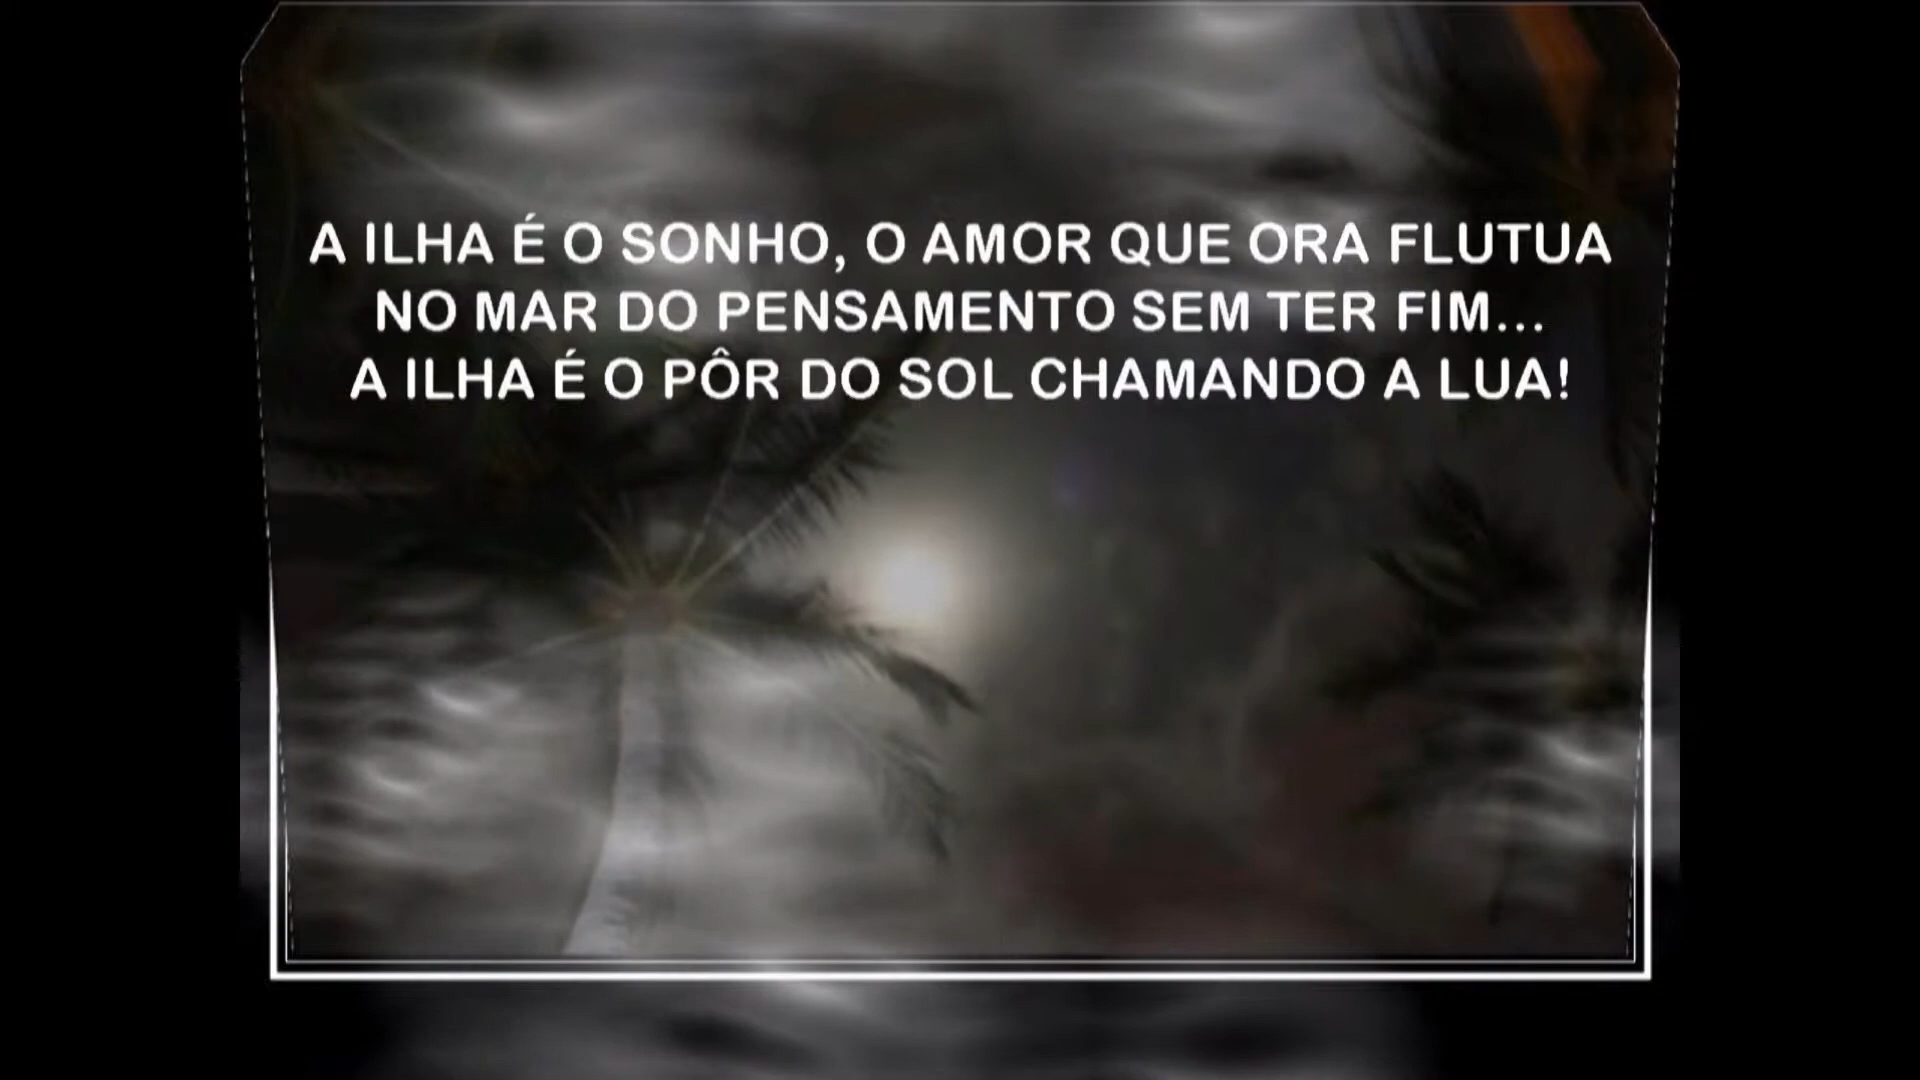 A ILHA É O SONHO, O AMOR QUE ORA FLUTUA
NO MAR DO PENSAMENTO SEM TER FIM...
A ILHA É O PÔR DO SOL CHAMANDO A LUA!